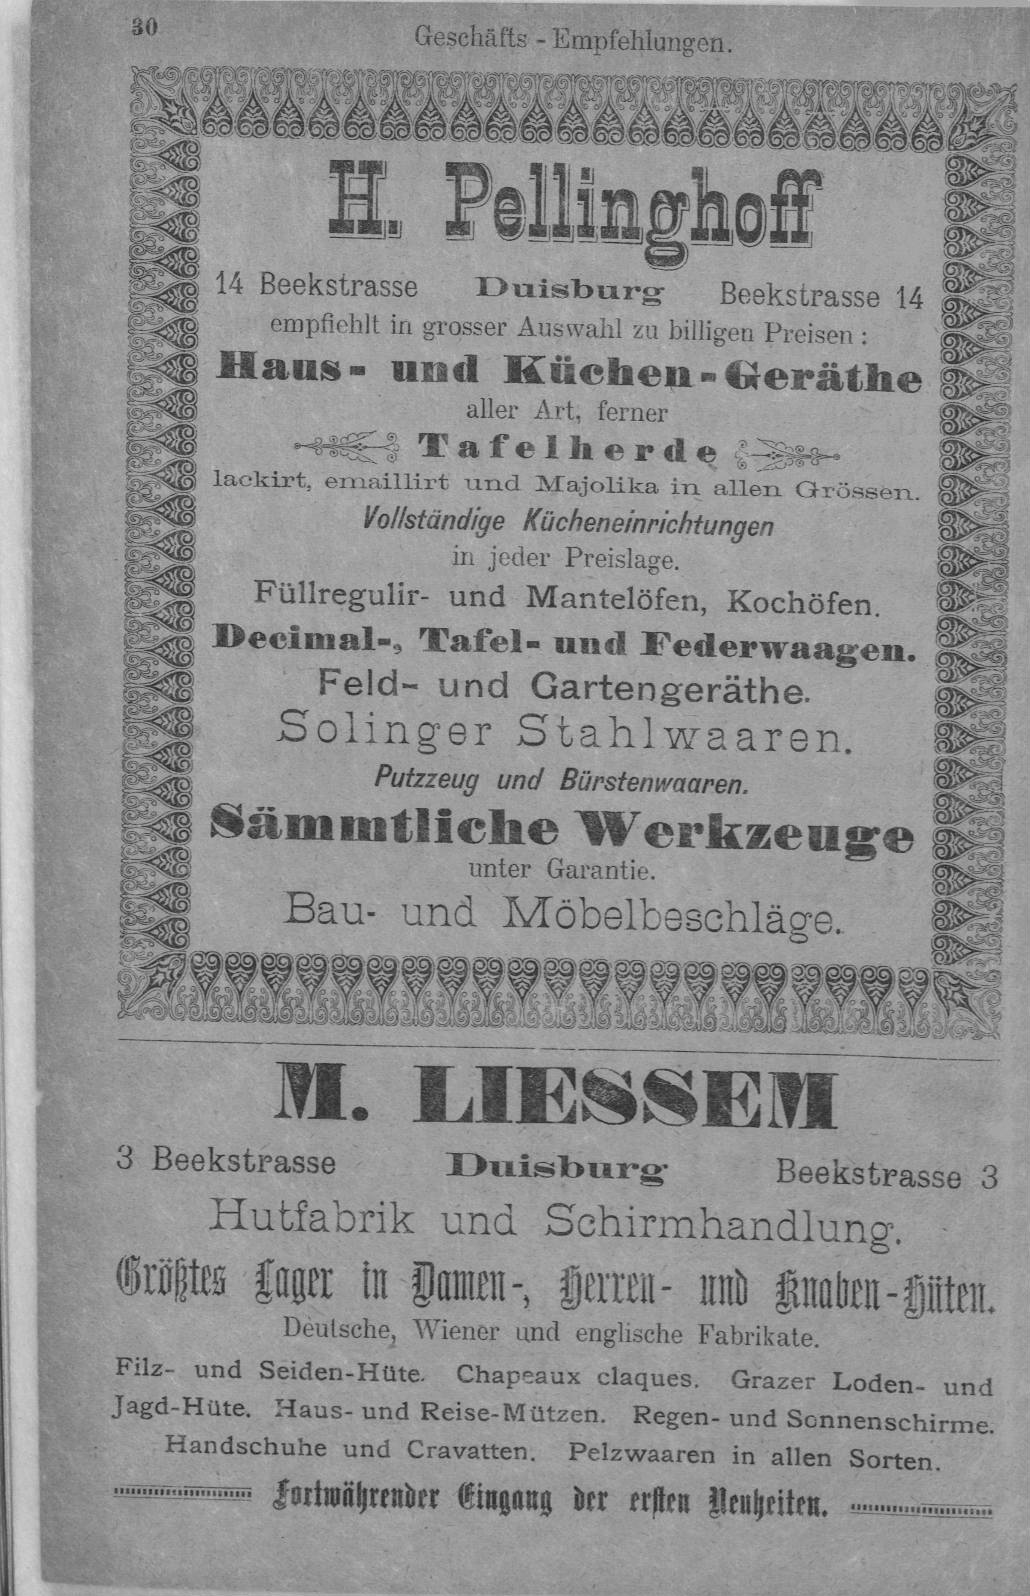 30
Geschäfts - Empfehlungen.
H. Pellinghoff
14 Beekstrasse Duisburg Beekstrasse 14
empfiehlt in grosser Auswahl zu billigen Preisen :
Haus- und Küchen-Geräthe
aller Art, ferner
Tafelherde
lackirt, emaillirt und Majolika in allen Grössen.
Vollständige Kücheneinrichtungen
in jeder Preislage.
Füllregulir- und Mantelöfen, Kochöfen.
Decimal-, Tafel- und Federwaagen.
Feld- und Gartengeräthe.
Solinger Stahlwaaren.
Putzzeug und Bürstenwaaren.
Sämmtliche Werkzeuge
unter Garantie.
Bau- und Möbelbeschläge.
M. LIESSEM
3 Beekstrasse Duisburg Beekstrasse 3
Hutfabrik und Schirmhandlung.
Größtes Lager in Damen-, Herren- und Knaben-Hüten.
Deutsche, Wiener und englische Fabrikate.
Filz- und Seiden-Hüte. Chapeaux claques. Grazer Loden- und
Jagd-Hüte. Haus- und Reise-Mützen. Regen- und Sonnenschirme.
Handschuhe und Cravatten. Pelzwaaren in allen Sorten.
Fortwährender Eingang der ersten Neuheiten.